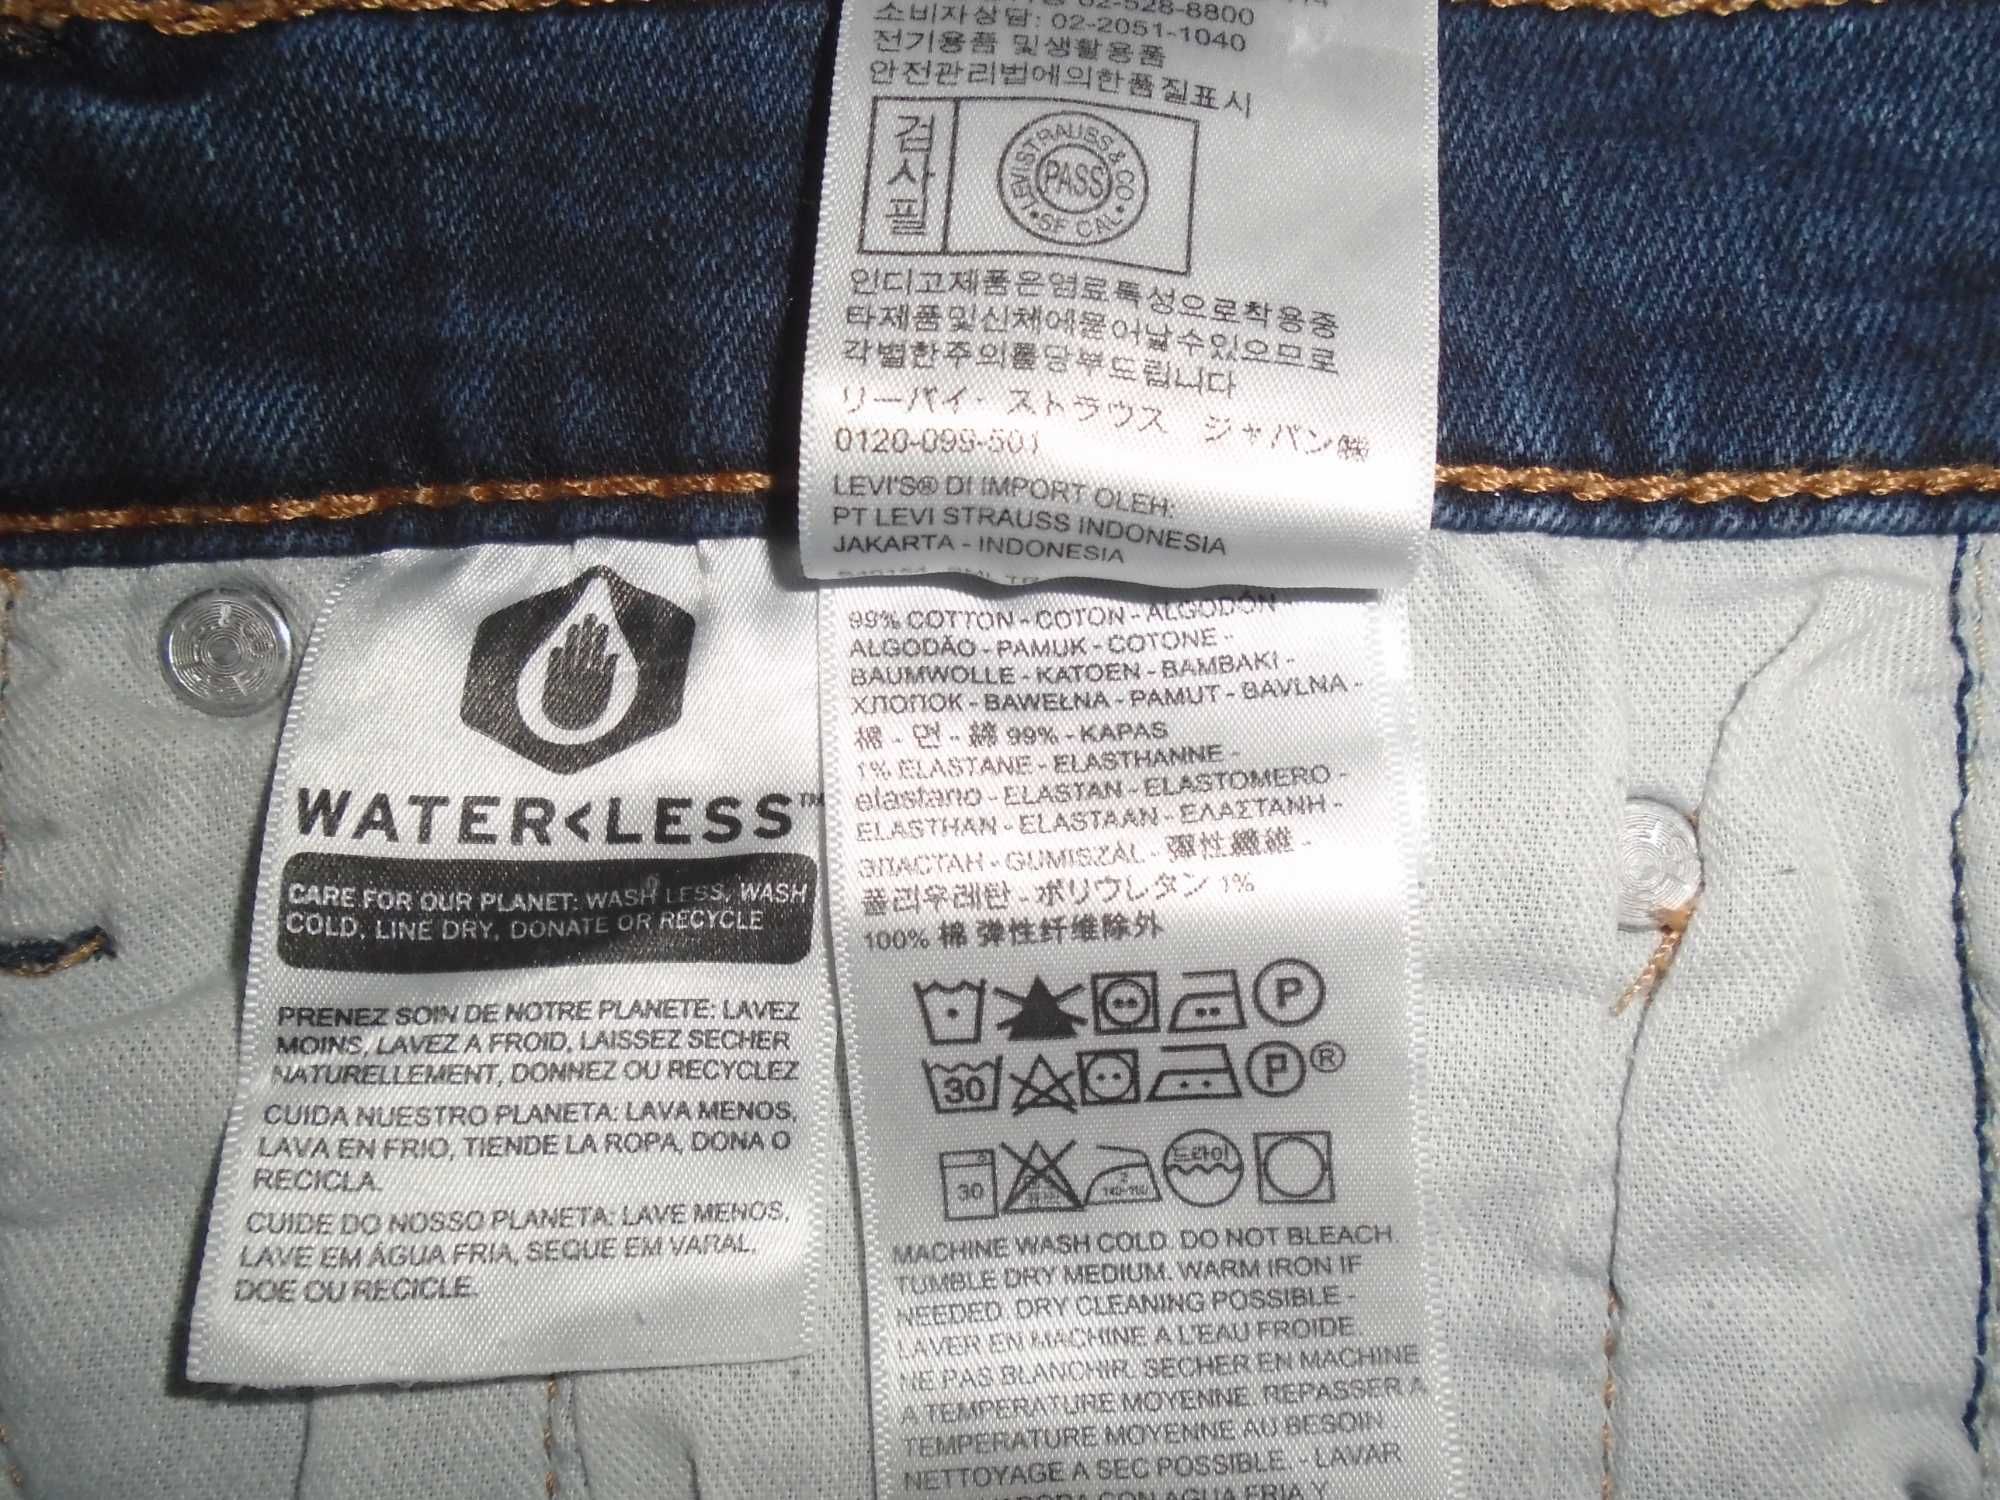 02-528-8800
소비자상담: 02-2051-1040
전기용품 및생활용품
안전관리법에의한품질표시
검사필
LEVI STRAUSS & CO
PASS
SF CAL
인디고제품은염료특성으로착용중
타제품및신체에묻어날수있으므로
각별한주의를당부드립니다
リーバイ・ストラウス ジャパン㈱
0120-099-501
LEVI'S® DI IMPORT OLEH:
PT LEVI STRAUSS INDONESIA
JAKARTA - INDONESIA
WATER<LESS™
CARE FOR OUR PLANET: WASH LESS, WASH
COLD, LINE DRY, DONATE OR RECYCLE
PRENEZ SOIN DE NOTRE PLANETE: LAVEZ
MOINS, LAVEZ A FROID, LAISSEZ SECHER
NATURELLEMENT, DONNEZ OU RECYCLEZ
CUIDA NUESTRO PLANETA: LAVA MENOS,
LAVA EN FRIO, TIENDE LA ROPA, DONA O
RECICLA.
CUIDE DO NOSSO PLANETA: LAVE MENOS,
LAVE EM ÁGUA FRIA, SEQUE EM VARAL,
DOE OU RECICLE.
99% COTTON - COTON - ALGODÓN -
ALGODÃO - PAMUK - COTONE -
BAUMWOLLE - KATOEN - BAMBAKI -
ХЛОПОК - BAWEŁNA - PAMUT - BAVLNA -
棉 - 면 - 綿 99% - KAPAS
1% ELASTANE - ELASTHANNE -
elastano - ELASTAN - ELASTOMERO -
ELASTHAN - ELASTAAN - ΕΛΑΣΤΑΝΗ -
ЭЛАСТАН - GUMISZÁL - 彈性纖維 -
폴리우레탄 - ポリウレタン 1%
100% 棉 弹性纤维除外
P
30 P ®
30 드라이
MACHINE WASH COLD. DO NOT BLEACH.
TUMBLE DRY MEDIUM. WARM IRON IF
NEEDED. DRY CLEANING POSSIBLE -
LAVER EN MACHINE A L'EAU FROIDE.
NE PAS BLANCHIR. SECHER EN MACHINE
A TEMPERATURE MOYENNE. REPASSER A
TEMPERATURE MOYENNE AU BESOIN.
NETTOYAGE A SEC POSSIBLE. - LAVAR
CON AGUA FRIA Y